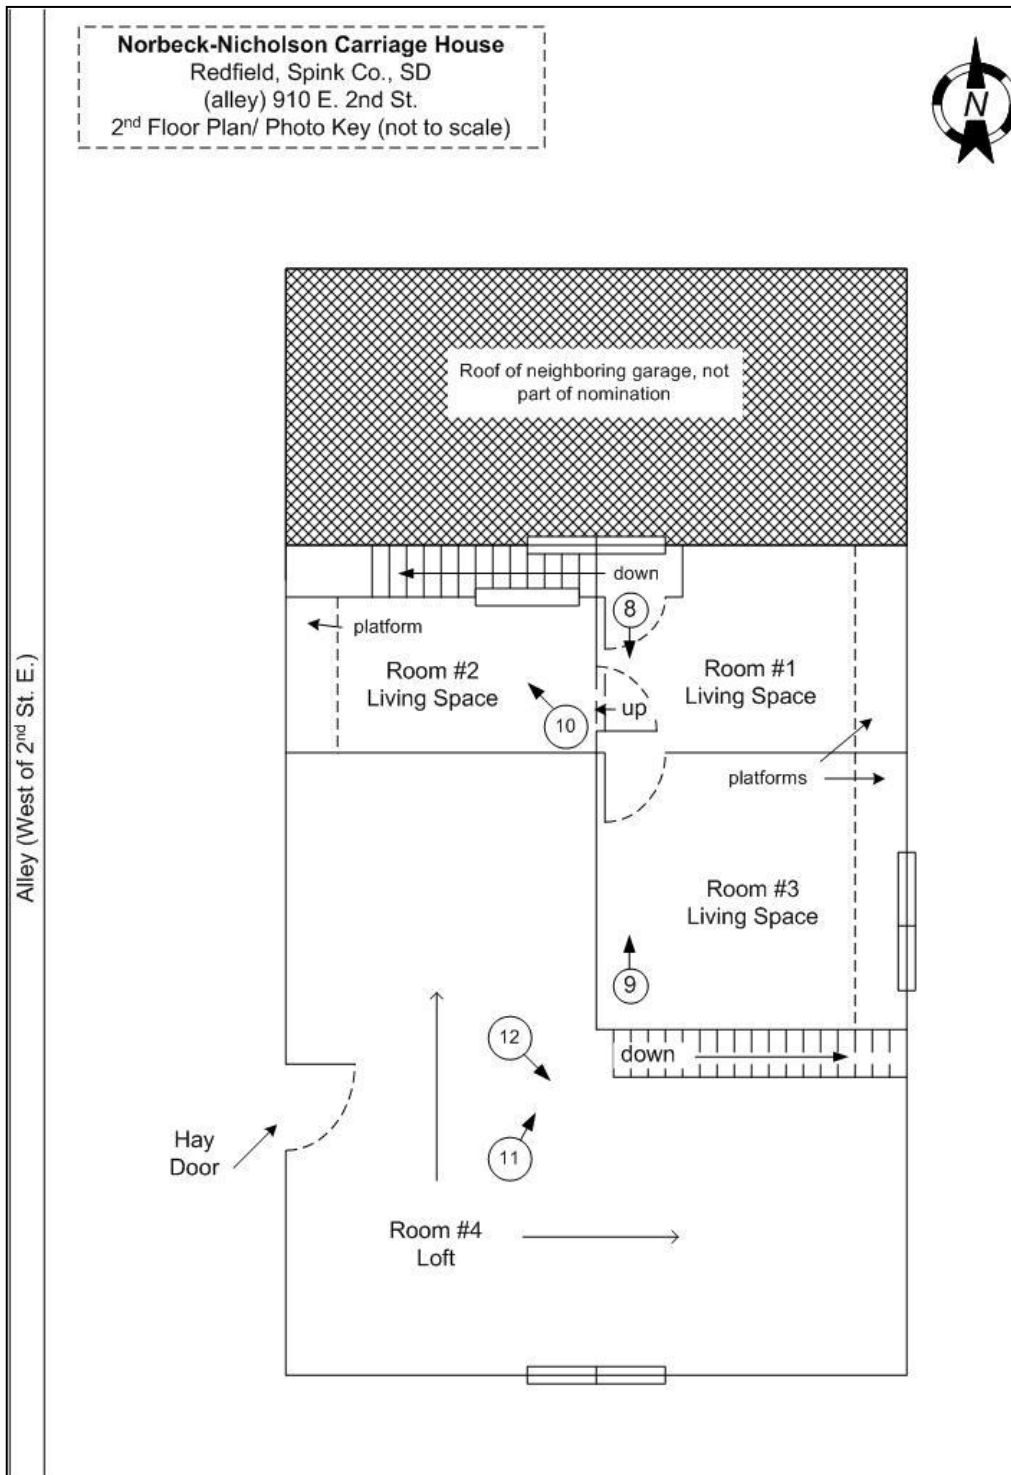 Norbeck-Nicholson Carriage House
Redfield, Spink Co., SD
(alley) 910 E. 2nd St.
2nd Floor Plan/ Photo Key (not to scale)
N
Roof of neighboring garage, not
part of nomination
down
8
platform
Room #2
Living Space
Room #1
Living Space
up
10
platforms
Alley (West of 2nd St. E.)
Room #3
Living Space
9
12
down
Hay
Door
11
Room #4
Loft